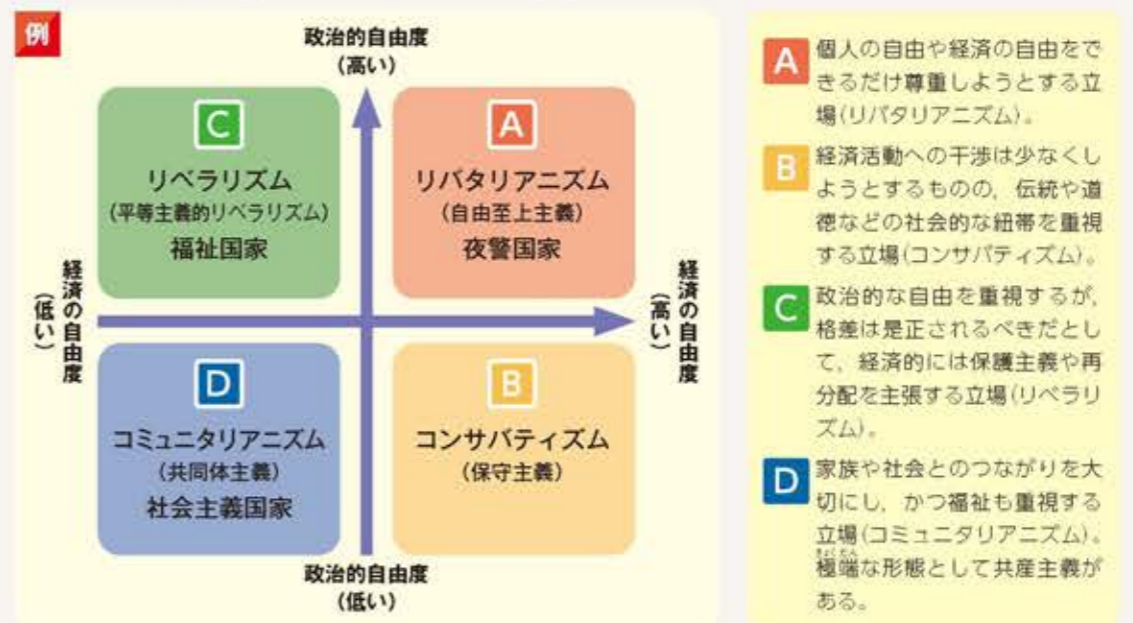 例
政治的自由度
(高い)
C
リベラリズム
(平等主義的リベラリズム)
福祉国家
A
リバタリアニズム
(自由至上主義)
夜警国家
経済の自由度
(低い)
経済の自由度
(高い)
D
コミュニタリアニズム
(共同体主義)
社会主義国家
B
コンサバティズム
(保守主義)
政治的自由度
(低い)
A
個人の自由や経済の自由をで
きるだけ尊重しようとする立
場(リバタリアニズム)。
B
経済活動への干渉は少なくし
ようとするものの，伝統や道
徳などの社会的な紐帯を重視
する立場(コンサバティズム)。
C
政治的な自由を重視するが，
格差は是正されるべきだとし
て，経済的には保護主義や再
分配を主張する立場(リベラリ
ズム)。
D
家族や社会とのつながりを大
切にし，かつ福祉も重視する
立場(コミュニタリアニズム)。
きょくたん
極端な形態として共産主義が
ある。